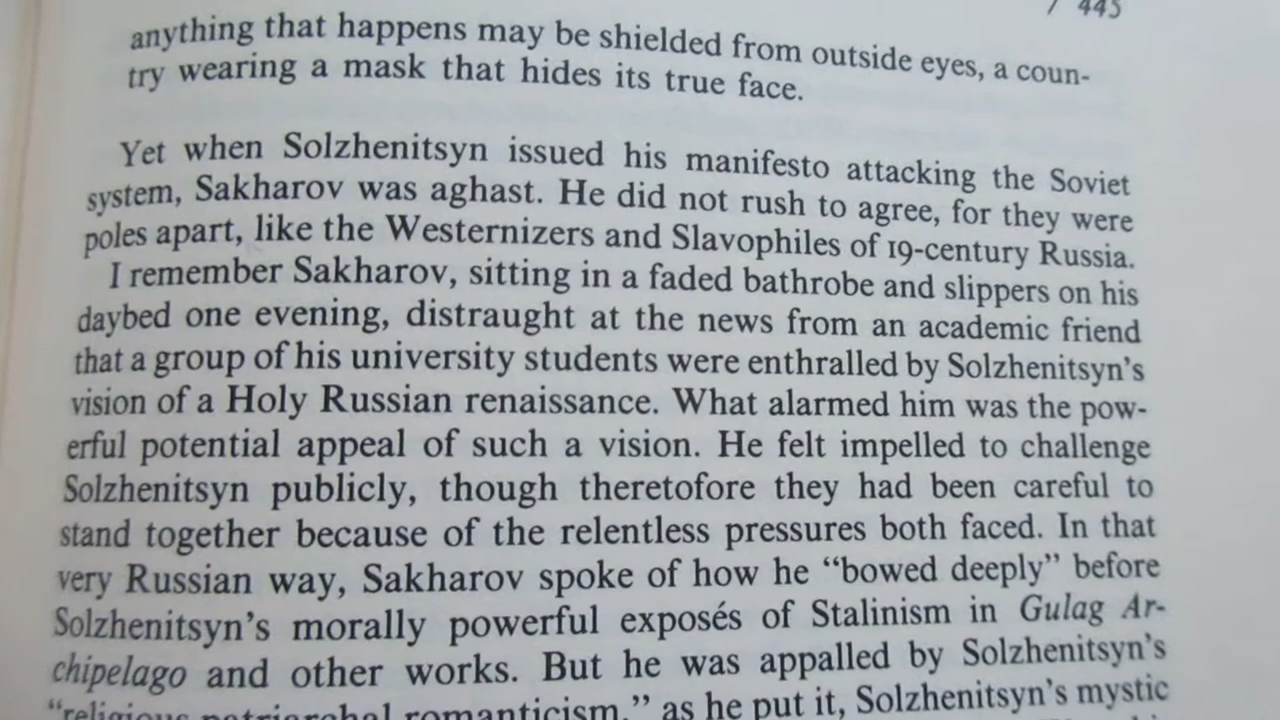 / 445
anything that happens may be shielded from outside eyes, a coun-
try wearing a mask that hides its true face.
Yet when Solzhenitsyn issued his manifesto attacking the Soviet
system, Sakharov was aghast. He did not rush to agree, for they were
poles apart, like the Westernizers and Slavophiles of 19-century Russia.
I remember Sakharov, sitting in a faded bathrobe and slippers on his
daybed one evening, distraught at the news from an academic friend
that a group of his university students were enthralled by Solzhenitsyn's
vision of a Holy Russian renaissance. What alarmed him was the pow-
erful potential appeal of such a vision. He felt impelled to challenge
Solzhenitsyn publicly, though theretofore they had been careful to
stand together because of the relentless pressures both faced. In that
very Russian way, Sakharov spoke of how he “bowed deeply” before
Solzhenitsyn's morally powerful exposés of Stalinism in Gulag Ar-
chipelago and other works. But he was appalled by Solzhenitsyn's
“religious patriarchal romanticism,” as he put it, Solzhenitsyn's mystic